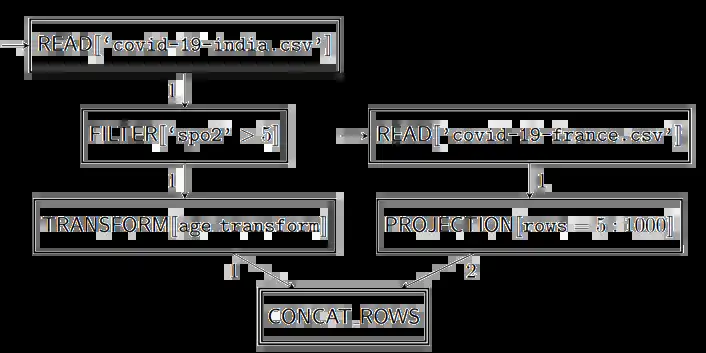 READ['covid-19-india.csv']
1
FILTER['spo2' > 5]
READ['covid-19-france.csv']
1
1
TRANSFORM[age transform]
PROJECTION[rows = 5 : 1000]
1
2
CONCAT ROWS